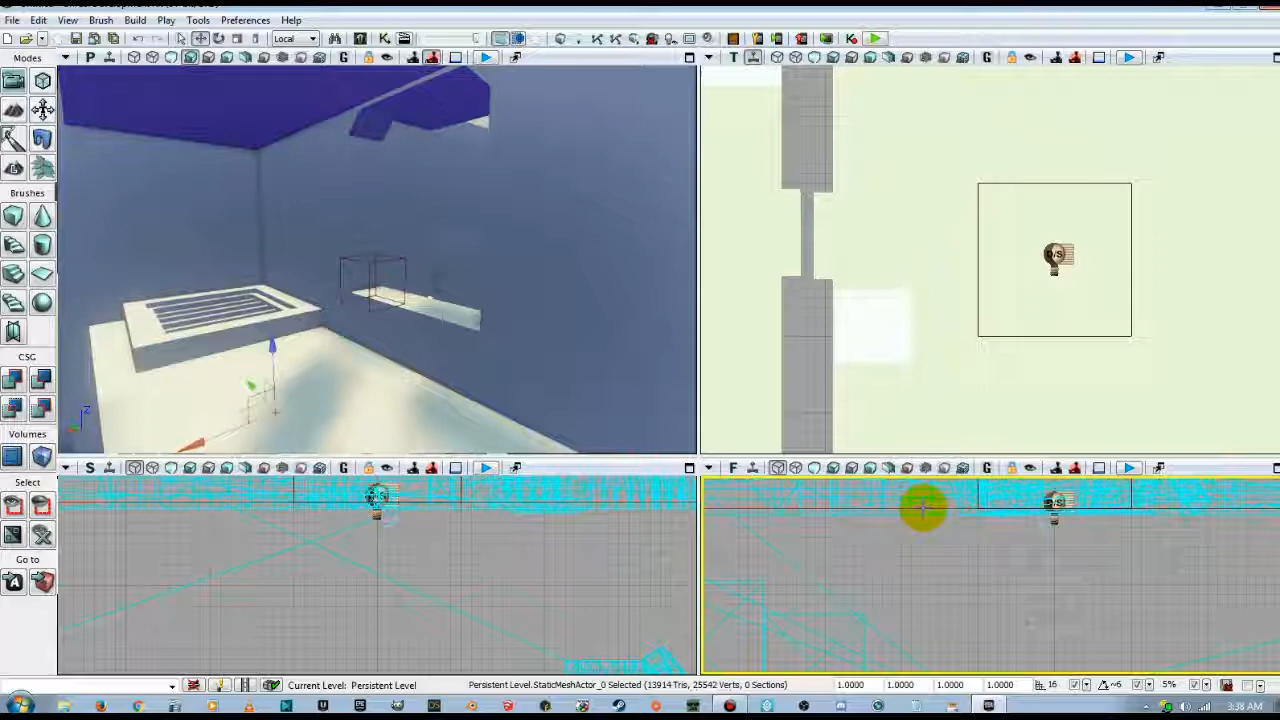 File Edit View Brush Build Play Tools Preferences Help
Local
Modes
P G
T G
Brushes
CSG
Volumes
Select
Go to
D/S
Z
S G
F G
D/S
Current Level: Persistent Level
Persistent Level.StaticMeshActor_0 Selected (13914 Tris, 25542 Verts, 0 Sections)
1.0000 1.0000 1.0000 1.0000 16 5%
3:38 AM